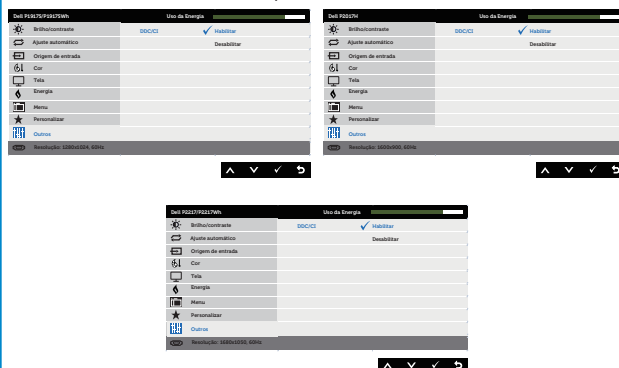 Dell P1917S/P1917SWh Uso da Energia
Brilho/contraste DDC/CI Habilitar
Ajuste automático Desabilitar
Origem de entrada
Cor
Tela
Energia
Menu
Personalizar
Outros
Resolução: 1280x1024, 60Hz
Dell P2017H Uso da Energia
Brilho/contraste DDC/CI Habilitar
Ajuste automático Desabilitar
Origem de entrada
Cor
Tela
Energia
Menu
Personalizar
Outros
Resolução: 1600x900, 60Hz
Dell P2217/P2217Wh Uso da Energia
Brilho/contraste DDC/CI Habilitar
Ajuste automático Desabilitar
Origem de entrada
Cor
Tela
Energia
Menu
Personalizar
Outros
Resolução: 1680x1050, 60Hz